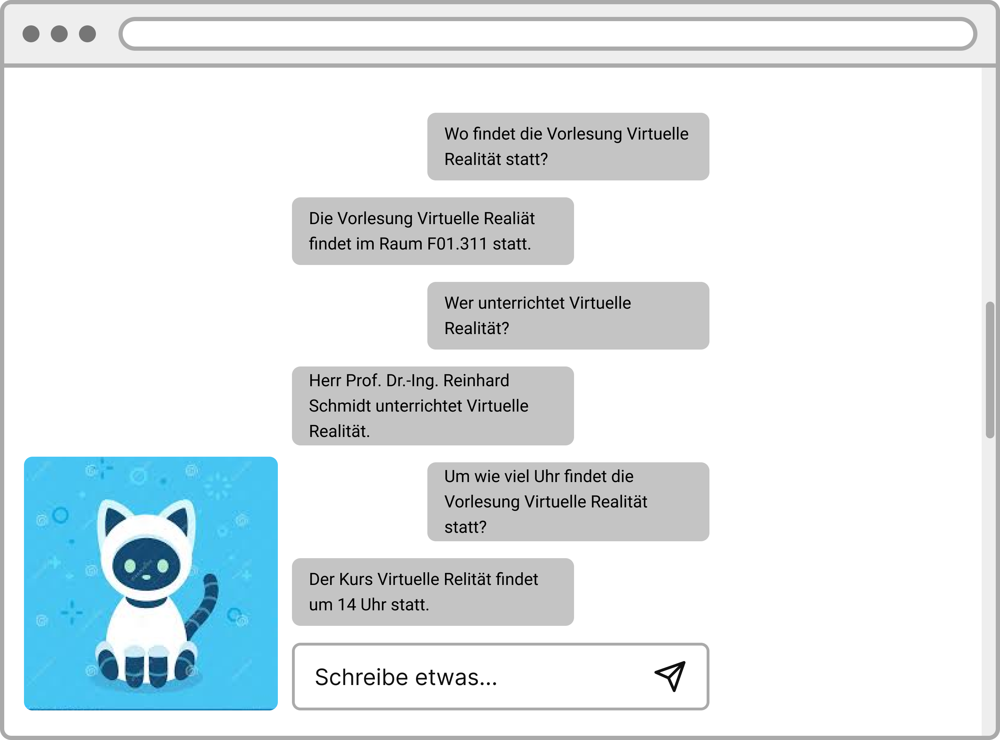 Wo findet die Vorlesung Virtuelle
Realität statt?
Die Vorlesung Virtuelle Realiät
findet im Raum F01.311 statt.
Wer unterrichtet Virtuelle
Realität?
Herr Prof. Dr.-Ing. Reinhard
Schmidt unterrichtet Virtuelle
Realität.
Um wie viel Uhr findet die
Vorlesung Virtuelle Realität
statt?
Der Kurs Virtuelle Relität findet
um 14 Uhr statt.
Schreibe etwas...